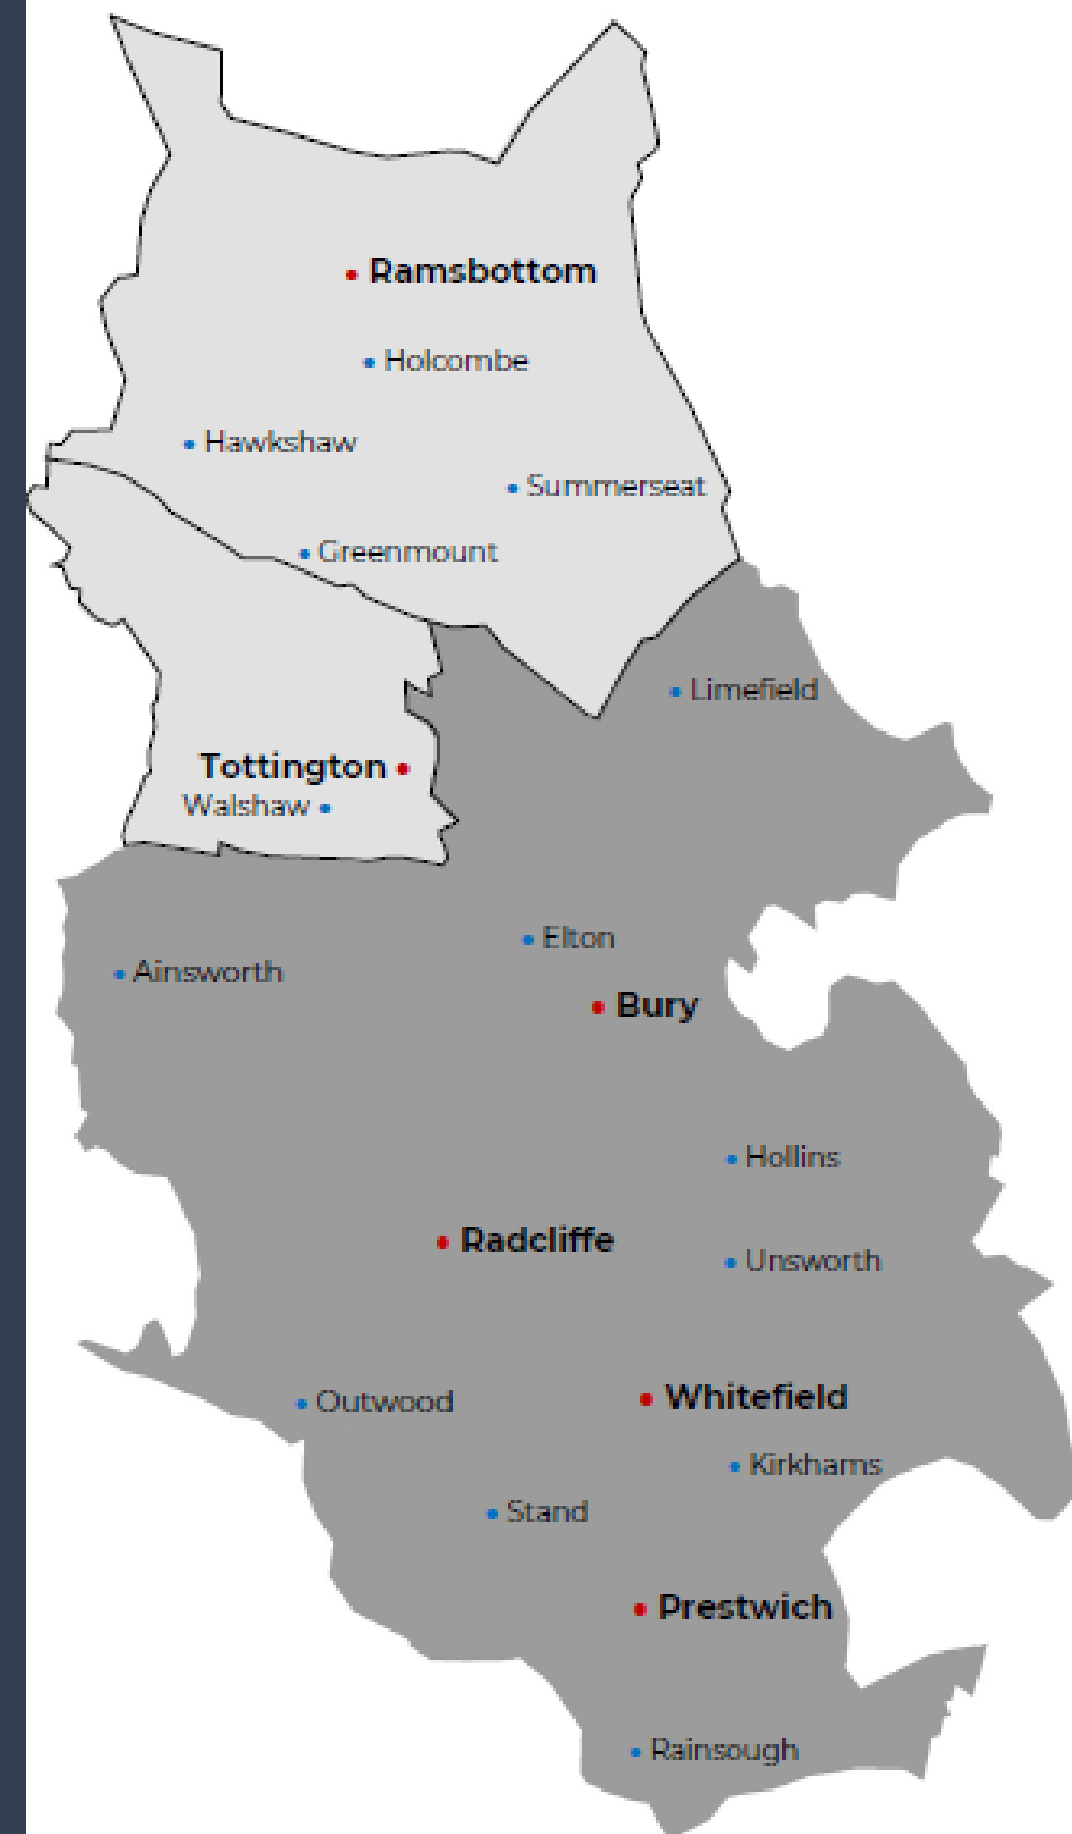 Ramsbottom
Holcombe
Hawkshaw
Summerseat
Greenmount
Limefield
Tottington
Walshaw
Elton
Ainsworth
Bury
Hollins
Radcliffe
Unsworth
Whitefield
Outwood
Kirkhams
Stand
Prestwich
Rainsough